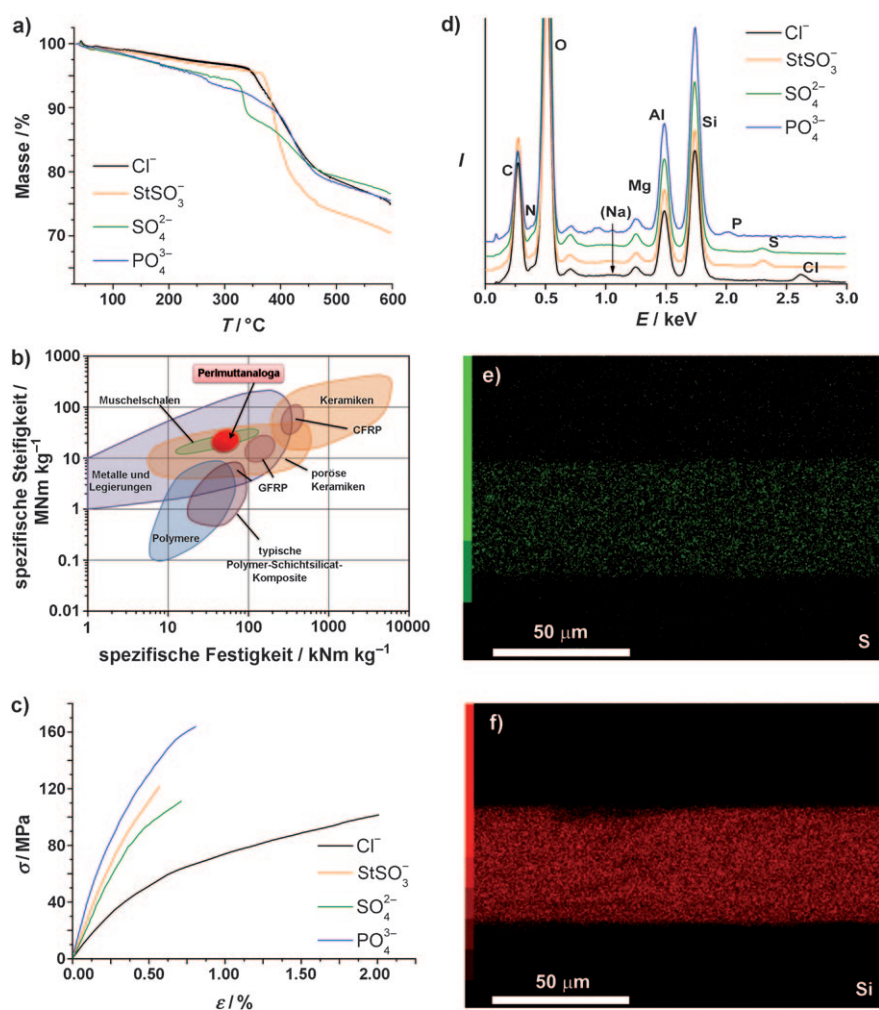 a)
100
95
90
85
80
75
70
Masse / %
Cl⁻
StSO₃⁻
SO₄²⁻
PO₄³⁻
100 200 300 400 500 600
T / °C
b)
1000
100
10
1
0.1
0.01
spezifische Steifigkeit /
MNm kg⁻¹
Perlmuttanaloga
Muschelschalen
Keramiken
CFRP
Metalle und
Legierungen
GFRP
poröse
Keramiken
Polymere
typische
Polymer-Schichtsilicat-
Komposite
1 10 100 1000 10000
spezifische Festigkeit / kNm kg⁻¹
c)
160
120
80
40
0
σ / MPa
Cl⁻
StSO₃⁻
SO₄²⁻
PO₄³⁻
0.00 0.50 1.00 1.50 2.00
ε / %
d)
I
O
Cl⁻
StSO₃⁻
SO₄²⁻
PO₄³⁻
C
N
(Na)
Mg
Al
Si
P
S
Cl
0.0 0.5 1.0 1.5 2.0 2.5 3.0
E / keV
e)
50 μm
S
f)
50 μm
Si